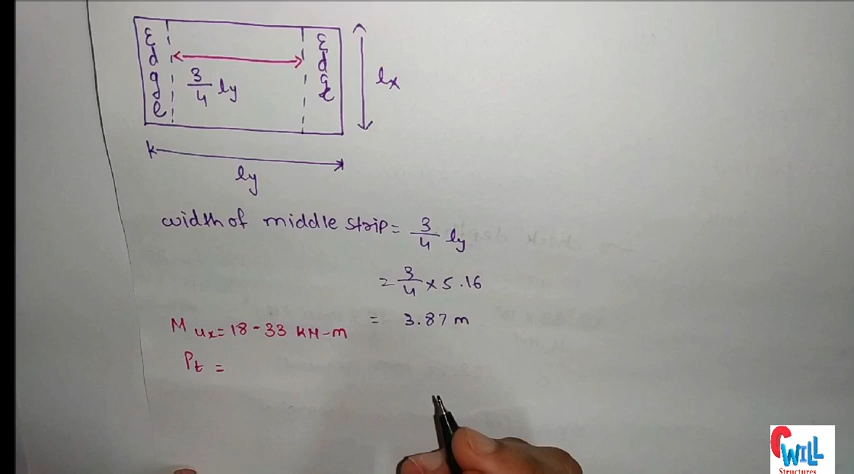 Edge
Edge
3/4 ly
lx
ly
width of middle strip = 3/4 ly
= 3/4 × 5.16
= 3.87 m
Mux = 18-33 KN-m
Pt =
CWILL
Structures